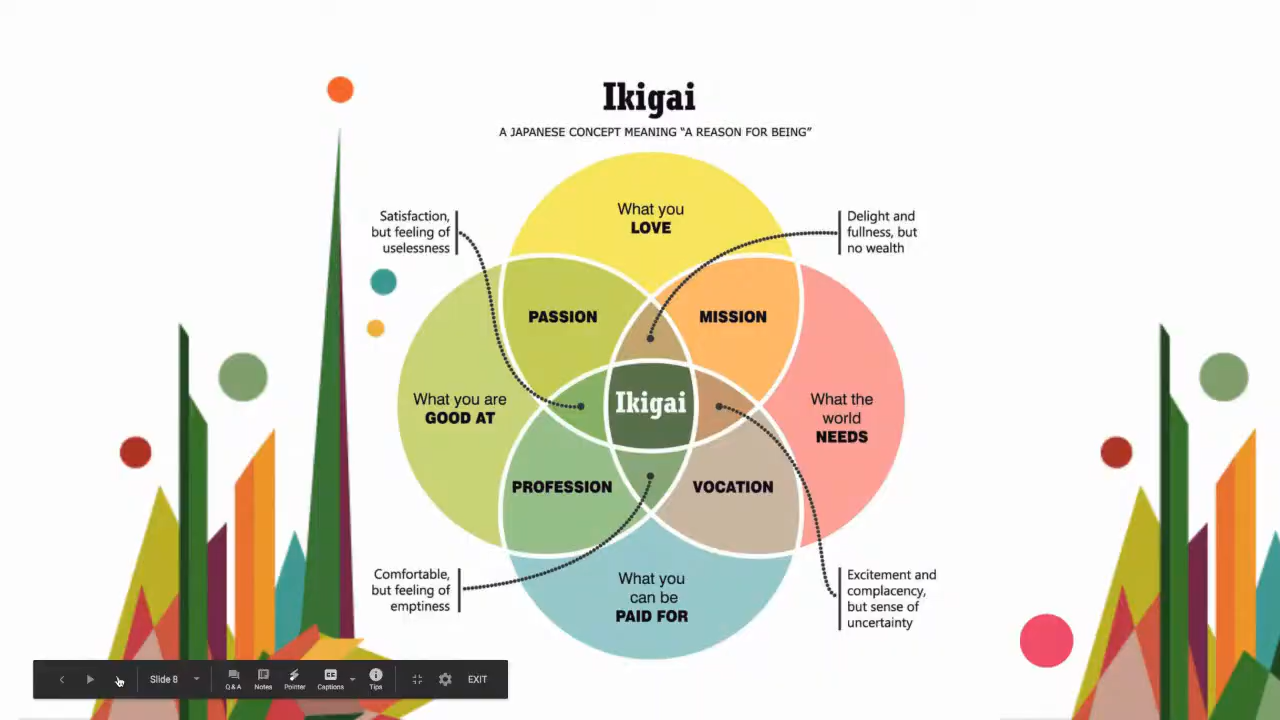 Ikigai
A JAPANESE CONCEPT MEANING “A REASON FOR BEING”
Satisfaction,
but feeling of
uselessness
What you
LOVE
Delight and
fullness, but
no wealth
PASSION
MISSION
What you are
GOOD AT
Ikigai
What the
world
NEEDS
PROFESSION
VOCATION
Comfortable,
but feeling of
emptiness
What you
can be
PAID FOR
Excitement and
complacency,
but sense of
uncertainty
Slide 8
Q & A
Notes
Pointer
Captions
Tips
EXIT